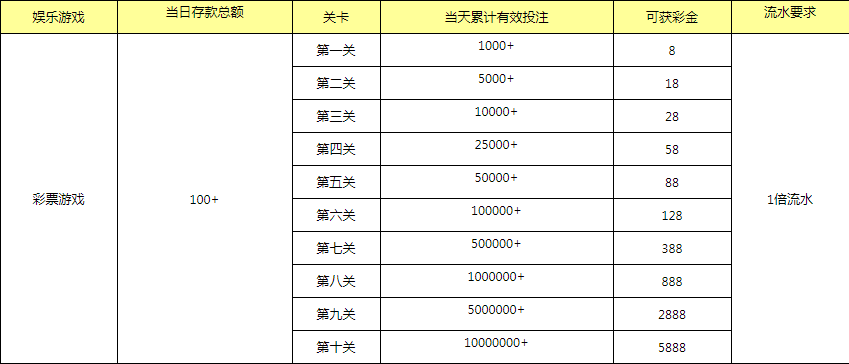 娱乐游戏 当日存款总额 关卡 当天累计有效投注 可获彩金 流水要求
第一关 1000+ 8
第二关 5000+ 18
第三关 10000+ 28
第四关 25000+ 58
彩票游戏 100+ 第五关 50000+ 88 1倍流水
第六关 100000+ 128
第七关 500000+ 388
第八关 1000000+ 888
第九关 5000000+ 2888
第十关 10000000+ 5888